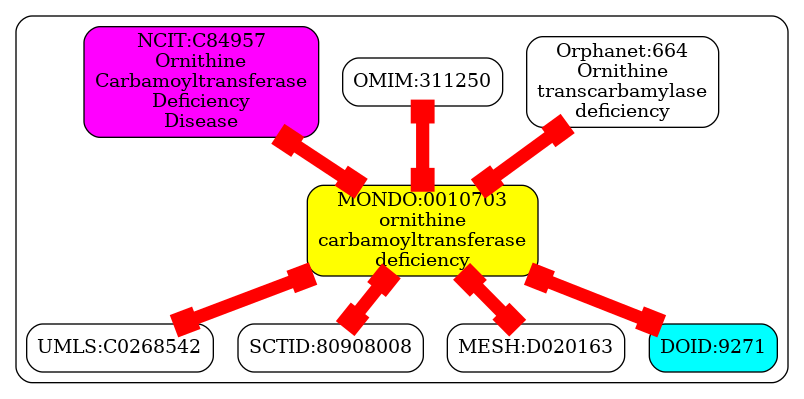 NCIT:C84957
Ornithine
Carbamoyltransferase
Deficiency
Disease
OMIM:311250
Orphanet:664
Ornithine
transcarbamylase
deficiency
MONDO:0010703
ornithine
carbamoyltransferase
deficiency
UMLS:C0268542
SCTID:80908008
MESH:D020163
DOID:9271